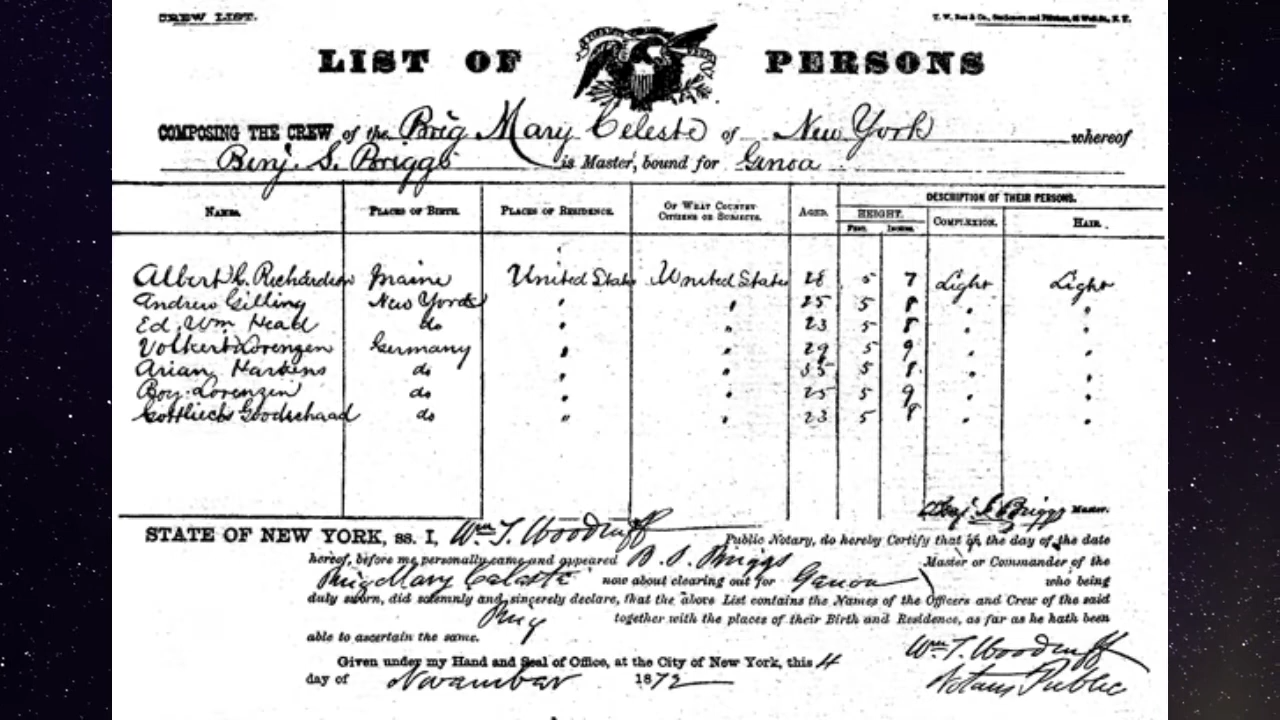 CREW LIST.
LIST OF PERSONS
COMPOSING THE CREW of the Brig Mary Celeste of New York whereof
Benj. S. Briggs is Master, bound for Genoa
DESCRIPTION OF THEIR PERSONS.
NAMES. PLACES OF BIRTH. PLACES OF RESIDENCE. OF WHAT COUNTRY CITIZENS OR SUBJECTS. AGED. HEIGHT. COMPLEXION. HAIR.
FEET. INCHES.
Albert C. Richardson Maine United States United States 28 5 7 Light Light
Andrew Gilling New York " " 25 5 8 " "
Ed. Wm Head do " " 23 5 8 " "
Volkert Lorenzen Germany " " 29 5 9 " "
Arian Harbens do " " 35 5 8 " "
Boy Lorenzen do " " 25 5 9 " "
Gottliech Goodschaad do " " 23 5 8 " "
Benj S Briggs Master.
STATE OF NEW YORK, ss. I, Wm T. Woodruff Public Notary, do hereby Certify that on the day of the date
hereof, before me personally came and appeared B. S. Briggs Master or Commander of the
Brig Mary Celeste now about clearing out for Genoa who being
duly sworn, did solemnly and sincerely declare, that the above List contains the Names of the Officers and Crew of the said
Brig together with the places of their Birth and Residence, as far as he hath been
able to ascertain the same.
Given under my Hand and Seal of Office, at the City of New York, this 4
day of November 1872
Wm T. Woodruff
Notary Public